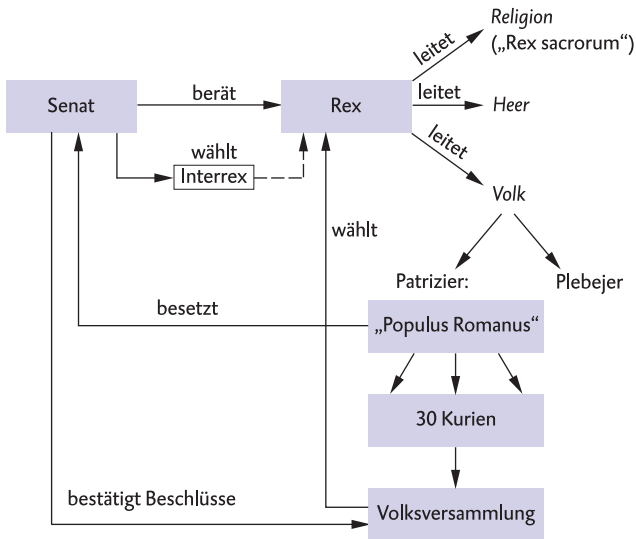 Religion
(„Rex sacrorum“)
leitet
Senat
berät
Rex
leitet
Heer
wählt
Interrex
leitet
Volk
wählt
Patrizier:
Plebejer
besetzt
„Populus Romanus“
30 Kurien
bestätigt Beschlüsse
Volksversammlung